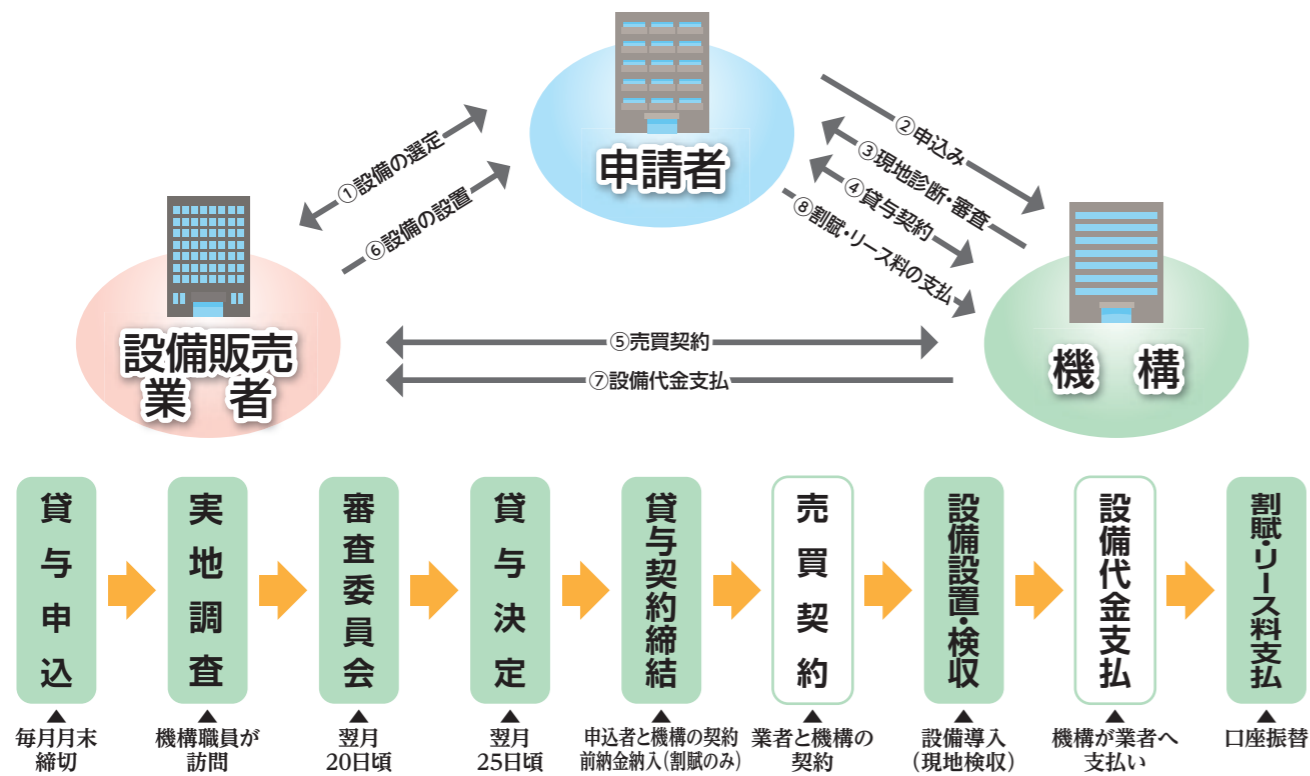 申請者
①設備の選定
⑥設備の設置
②申込み
③現地診断・審査
④貸与契約
⑧割賦・リース料の支払
設備販売
業 者
⑤売買契約
⑦設備代金支払
機 構
貸与申込
実地調査
審査委員会
貸与決定
貸与契約締結
売買契約
設備設置・検収
設備代金支払
割賦・リース料支払
毎月月末
締切
機構職員が
訪問
翌月
20日頃
翌月
25日頃
申込者と機構の契約
前納金納入(割賦のみ)
業者と機構の
契約
設備導入
(現地検収)
機構が業者へ
支払い
口座振替